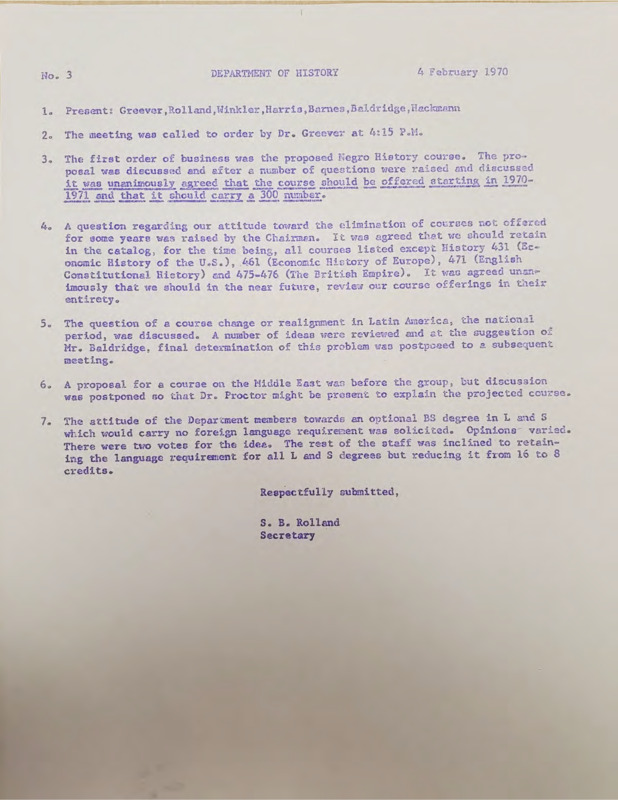 No. 3 DEPARTMENT OF HISTORY 4 February 1970
1. Present: Greever,Rolland,Winkler,Harris,Barnes,Baldridge,Hackmann
2. The meeting was called to order by Dr. Greever at 4:15 P.M.
3. The first order of business was the proposed Negro History course. The pro-
posal was discussed and after a number of questions were raised and discussed
it was unanimously agreed that the course should be offered starting in 1970-
1971 and that it should carry a 300 number.
4. A question regarding our attitude toward the elimination of courses not offered
for some years was raised by the Chairman. It was agreed that we should retain
in the catalog, for the time being, all courses listed except History 431 (Ec-
onomic History of the U.S.), 461 (Economic History of Europe), 471 (English
Constitutional History) and 475-476 (The British Empire). It was agreed unan-
imously that we should in the near future, review our course offerings in their
entirety.
5. The question of a course change or realignment in Latin America, the national
period, was discussed. A number of ideas were reviewed and at the suggestion of
Mr. Baldridge, final determination of this problem was postpoed to a subsequent
meeting.
6. A proposal for a course on the Middle East was before the group, but discussion
was postponed so that Dr. Proctor might be present to explain the projected course.
7. The attitude of the Department members towards an optional BS degree in L and S
which would carry no foreign language requirement was solicited. Opinions varied.
There were two votes for the idea. The rest of the staff was inclined to retain-
ing the language requirement for all L and S degrees but reducing it from 16 to 8
credits.
Respectfully submitted,
S. B. Rolland
Secretary